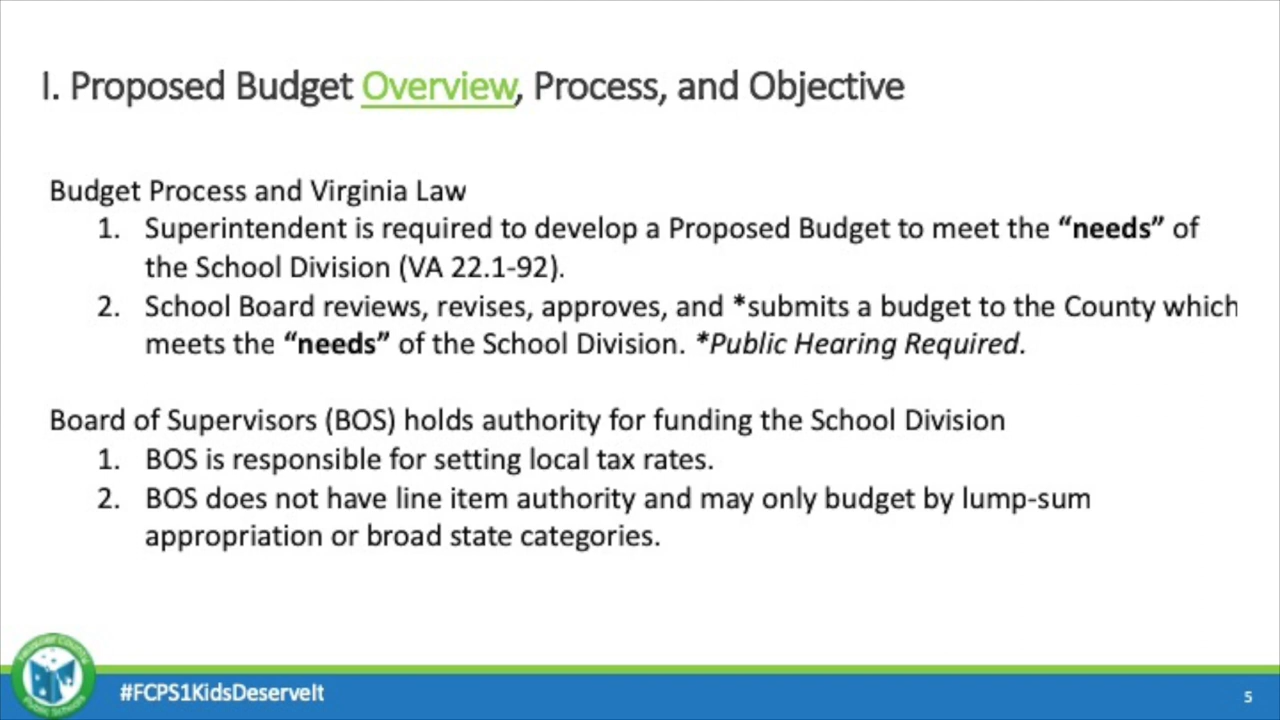 I. Proposed Budget Overview, Process, and Objective
Budget Process and Virginia Law
1. Superintendent is required to develop a Proposed Budget to meet the “needs” of
the School Division (VA 22.1-92).
2. School Board reviews, revises, approves, and *submits a budget to the County which
meets the “needs” of the School Division. *Public Hearing Required.
Board of Supervisors (BOS) holds authority for funding the School Division
1. BOS is responsible for setting local tax rates.
2. BOS does not have line item authority and may only budget by lump-sum
appropriation or broad state categories.
Public Schools
#FCPS1KidsDeserveIt
5